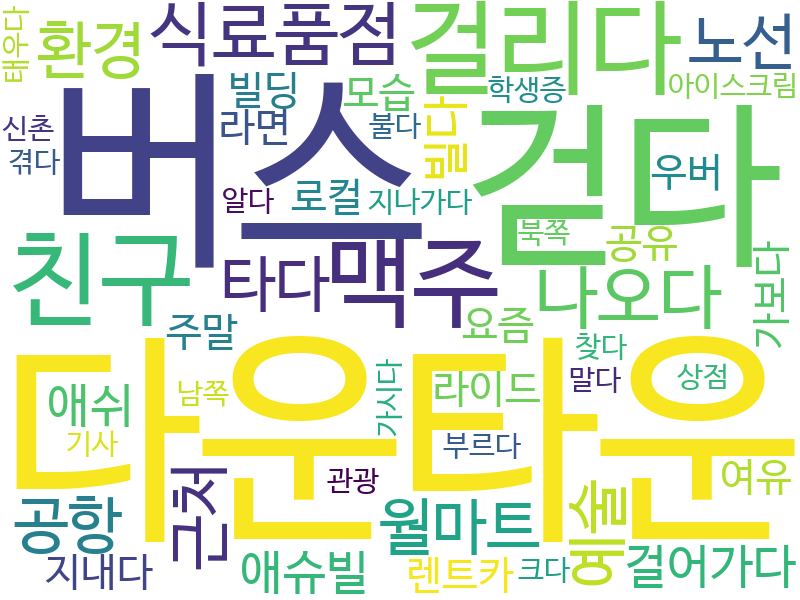 태우다
환경
식료품점
걸리다
노선
빌딩
모습
학생증
아이스크림
신촌
라면
불다
빌다
버스
걷다
겪다
우버
알다
로컬
지나가다
북쪽
공유
친구
타다
맥주
나오다
가보다
주말
요즘
찾다
다운타운
애쉬
남쪽
가시다
라이드
말다
상점
기사
부르다
근처
관광
여유
공항
월마트
예술
지내다
애슈빌
렌트카
크다
걸어가다